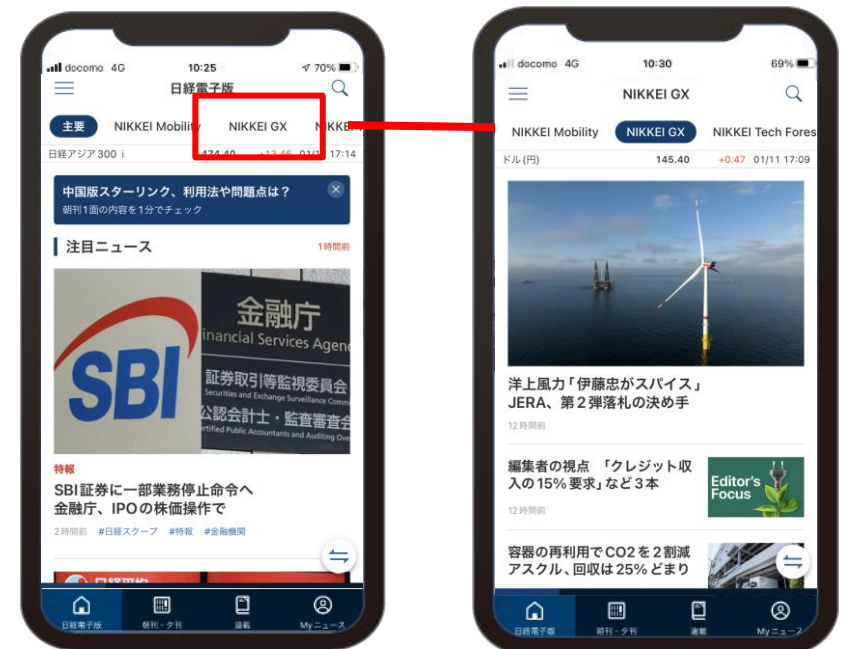 docomo 4G 10:25 70%
日経電子版
主要 NIKKEI Mobility NIKKEI GX NIKKEI
日経アジア300 i 474.40 +13.46 01/11 17:14
中国版スターリンク、利用法や問題点は?
朝刊1面の内容を1分でチェック
注目ニュース 1時間前
SBI
金融庁
inancial Services Agen
証券取引等監視委員会
Securities and Exchange Surveillance Comm
公認会計士・監査審査会
ertified Public Accountants and Auditing Ove
特報
SBI証券に一部業務停止命令へ
金融庁、IPOの株価操作で
2時間前 #日経スクープ #特報 #金融機関
日経平均
日経電子版 朝刊・夕刊 連載 Myニュース
docomo 4G 10:30 69%
NIKKEI GX
NIKKEI Mobility NIKKEI GX NIKKEI Tech Fores
ドル(円) 145.40 +0.47 01/11 17:09
洋上風力「伊藤忠がスパイス」
JERA、第2弾落札の決め手
12時間前
編集者の視点 「クレジット収
入の15%要求」など3本
Editor's
Focus
12時間前
容器の再利用でCO2を2割減
アスクル、回収は25%どまり
日経電子版 朝刊・夕刊 連載 Myニュース